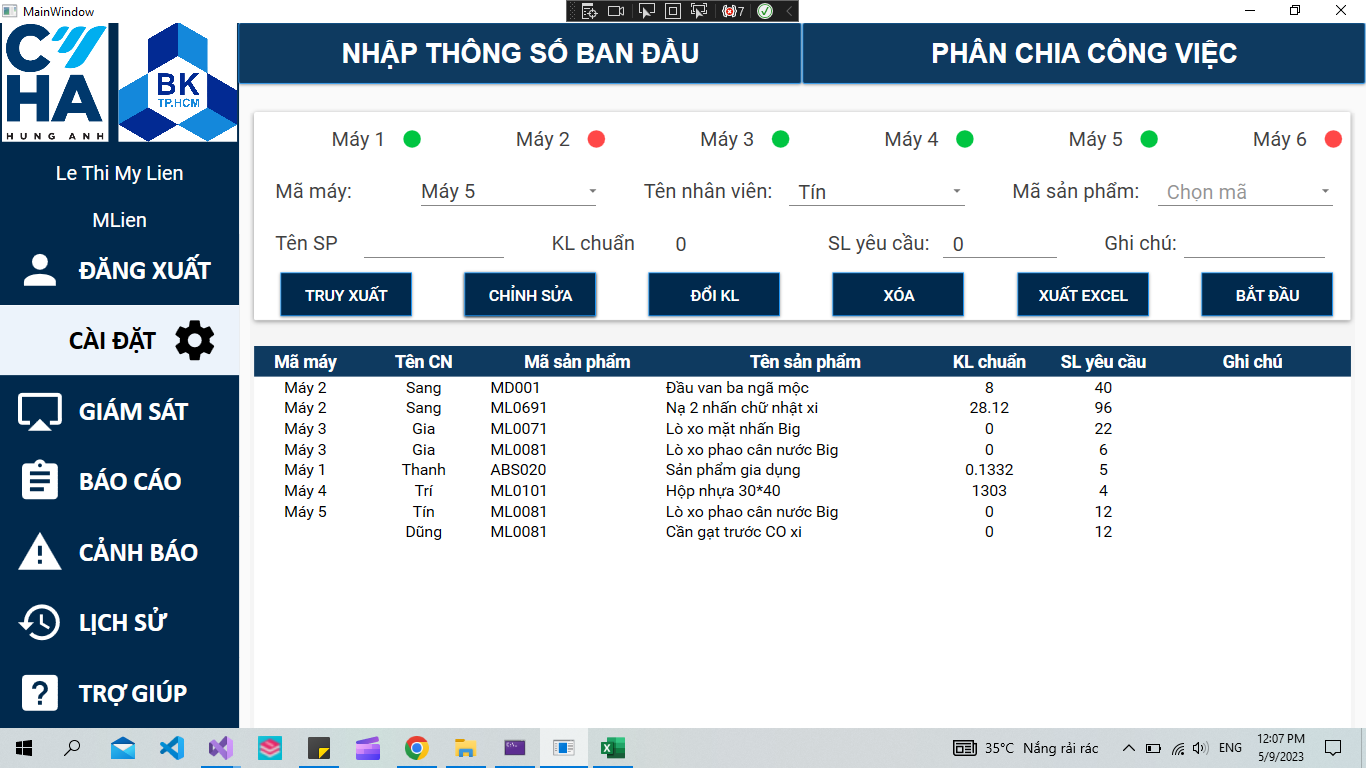 MainWindow
7
CYHA
HUNG ANH
BK
TP.HCM
NHẬP THÔNG SỐ BAN ĐẦU
PHÂN CHIA CÔNG VIỆC
Le Thi My Lien
MLien
ĐĂNG XUẤT
CÀI ĐẶT
GIÁM SÁT
BÁO CÁO
CẢNH BÁO
LỊCH SỬ
TRỢ GIÚP
Máy 1 Máy 2 Máy 3 Máy 4 Máy 5 Máy 6
Mã máy: Máy 5 Tên nhân viên: Tín Mã sản phẩm: Chọn mã
Tên SP KL chuẩn 0 SL yêu cầu: 0 Ghi chú:
TRUY XUẤT CHỈNH SỬA ĐỔI KL XÓA XUẤT EXCEL BẮT ĐẦU
Mã máy Tên CN Mã sản phẩm Tên sản phẩm KL chuẩn SL yêu cầu Ghi chú
Máy 2 Sang MD001 Đầu van ba ngã mộc 8 40
Máy 2 Sang ML0691 Nạ 2 nhấn chữ nhật xi 28.12 96
Máy 3 Gia ML0071 Lò xo mặt nhấn Big 0 22
Máy 3 Gia ML0081 Lò xo phao cân nước Big 0 6
Máy 1 Thanh ABS020 Sản phẩm gia dụng 0.1332 5
Máy 4 Trí ML0101 Hộp nhựa 30*40 1303 4
Máy 5 Tín ML0081 Lò xo phao cân nước Big 0 12
Dũng ML0081 Cần gạt trước CO xi 0 12
35°C Nắng rải rác ENG 12:07 PM
5/9/2023